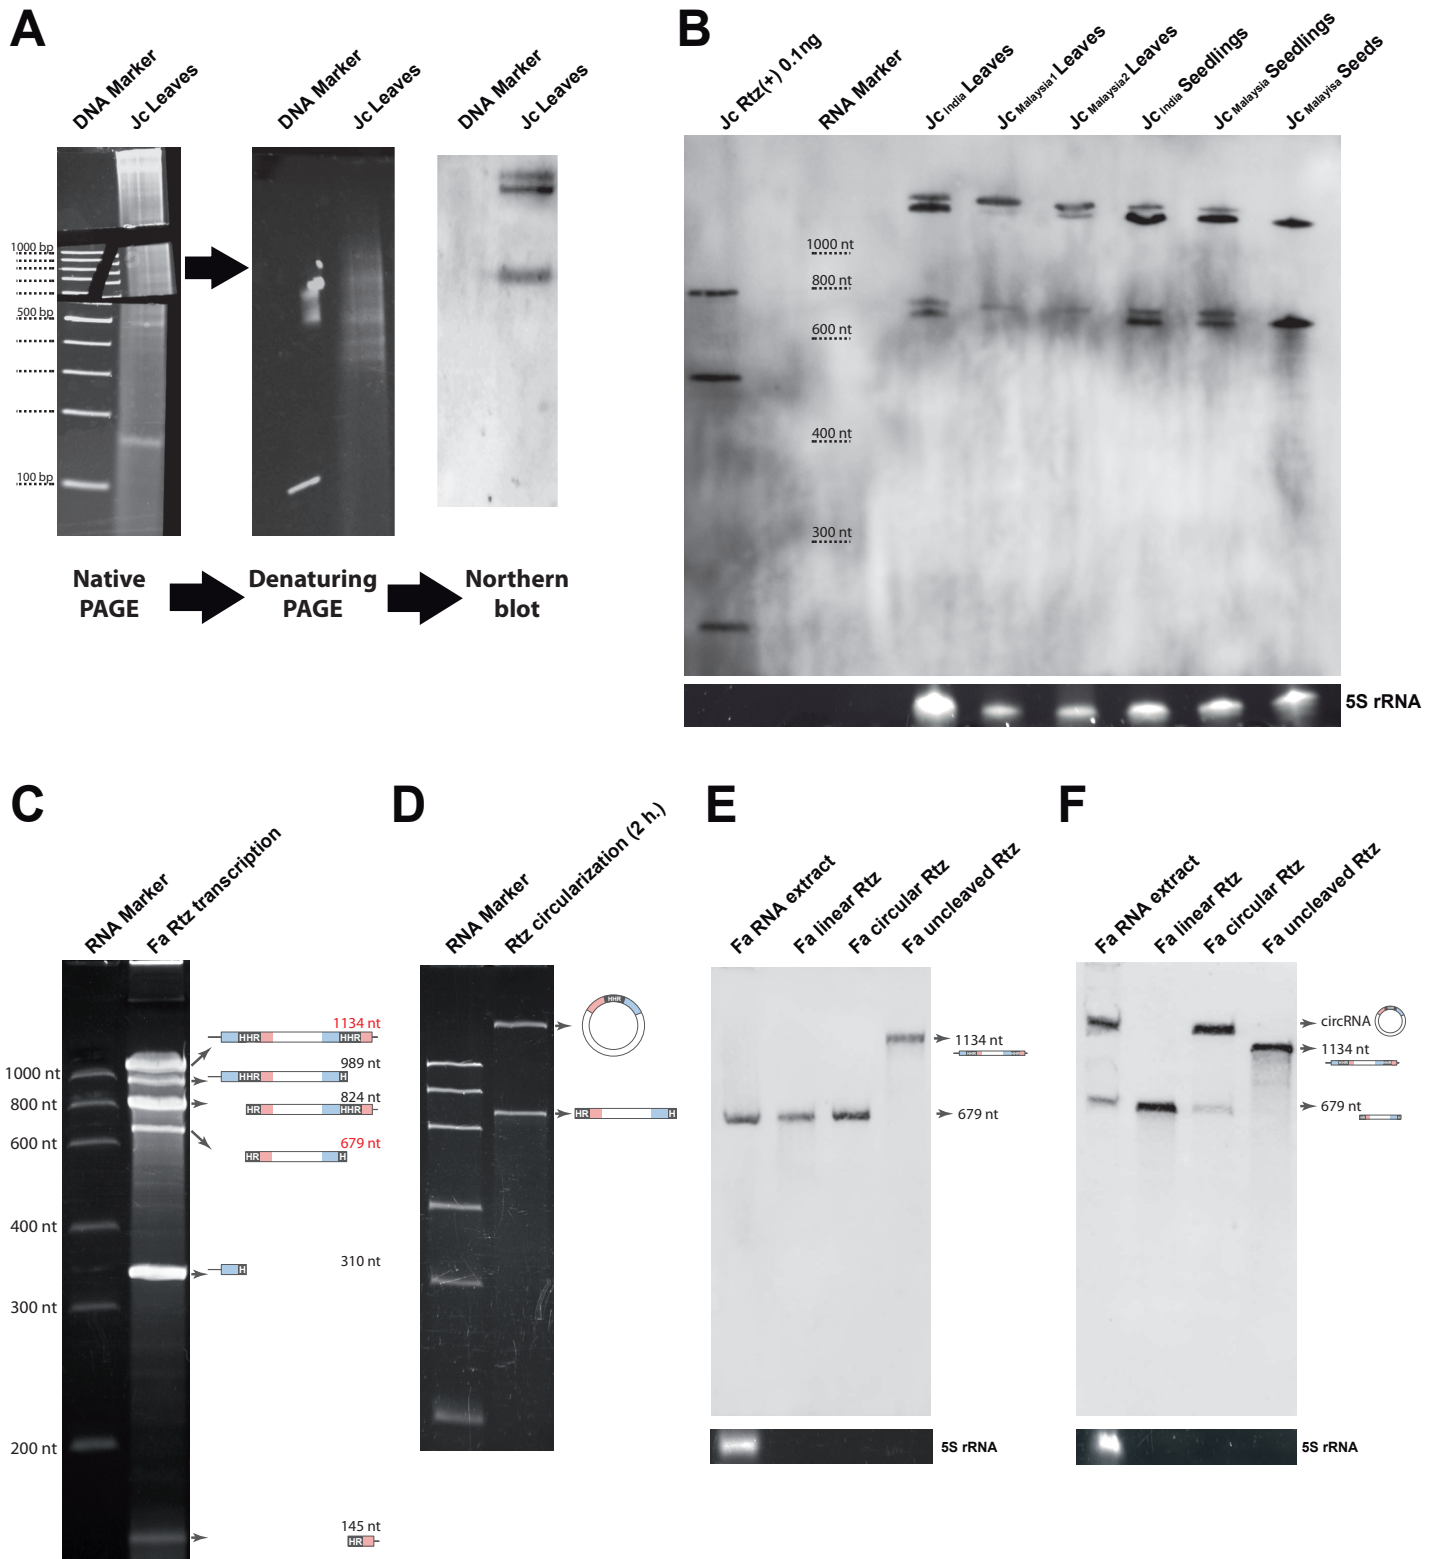 A
DNA Marker
Jc Leaves
DNA Marker
Jc Leaves
DNA Marker
Jc Leaves
1000 bp
500 bp
100 bp
Native PAGE
Denaturing PAGE
Northern blot
B
Jc Rtz(+) 0.1ng
RNA Marker
Jc India Leaves
Jc Malaysia1 Leaves
Jc Malaysia2 Leaves
Jc India Seedlings
Jc Malaysia Seedlings
Jc Malayisa Seeds
1000 nt
800 nt
600 nt
400 nt
300 nt
5S rRNA
C
RNA Marker
Fa Rtz transcription
1000 nt
800 nt
600 nt
400 nt
300 nt
200 nt
1134 nt
HHR HHR
989 nt
HHR H
824 nt
HR HHR
679 nt
HR H
310 nt
H
145 nt
HR
D
RNA Marker
Rtz circularization (2 h.)
HHR
HR H
E
Fa RNA extract
Fa linear Rtz
Fa circular Rtz
Fa uncleaved Rtz
1134 nt
679 nt
5S rRNA
F
Fa RNA extract
Fa linear Rtz
Fa circular Rtz
Fa uncleaved Rtz
circRNA
1134 nt
679 nt
5S rRNA